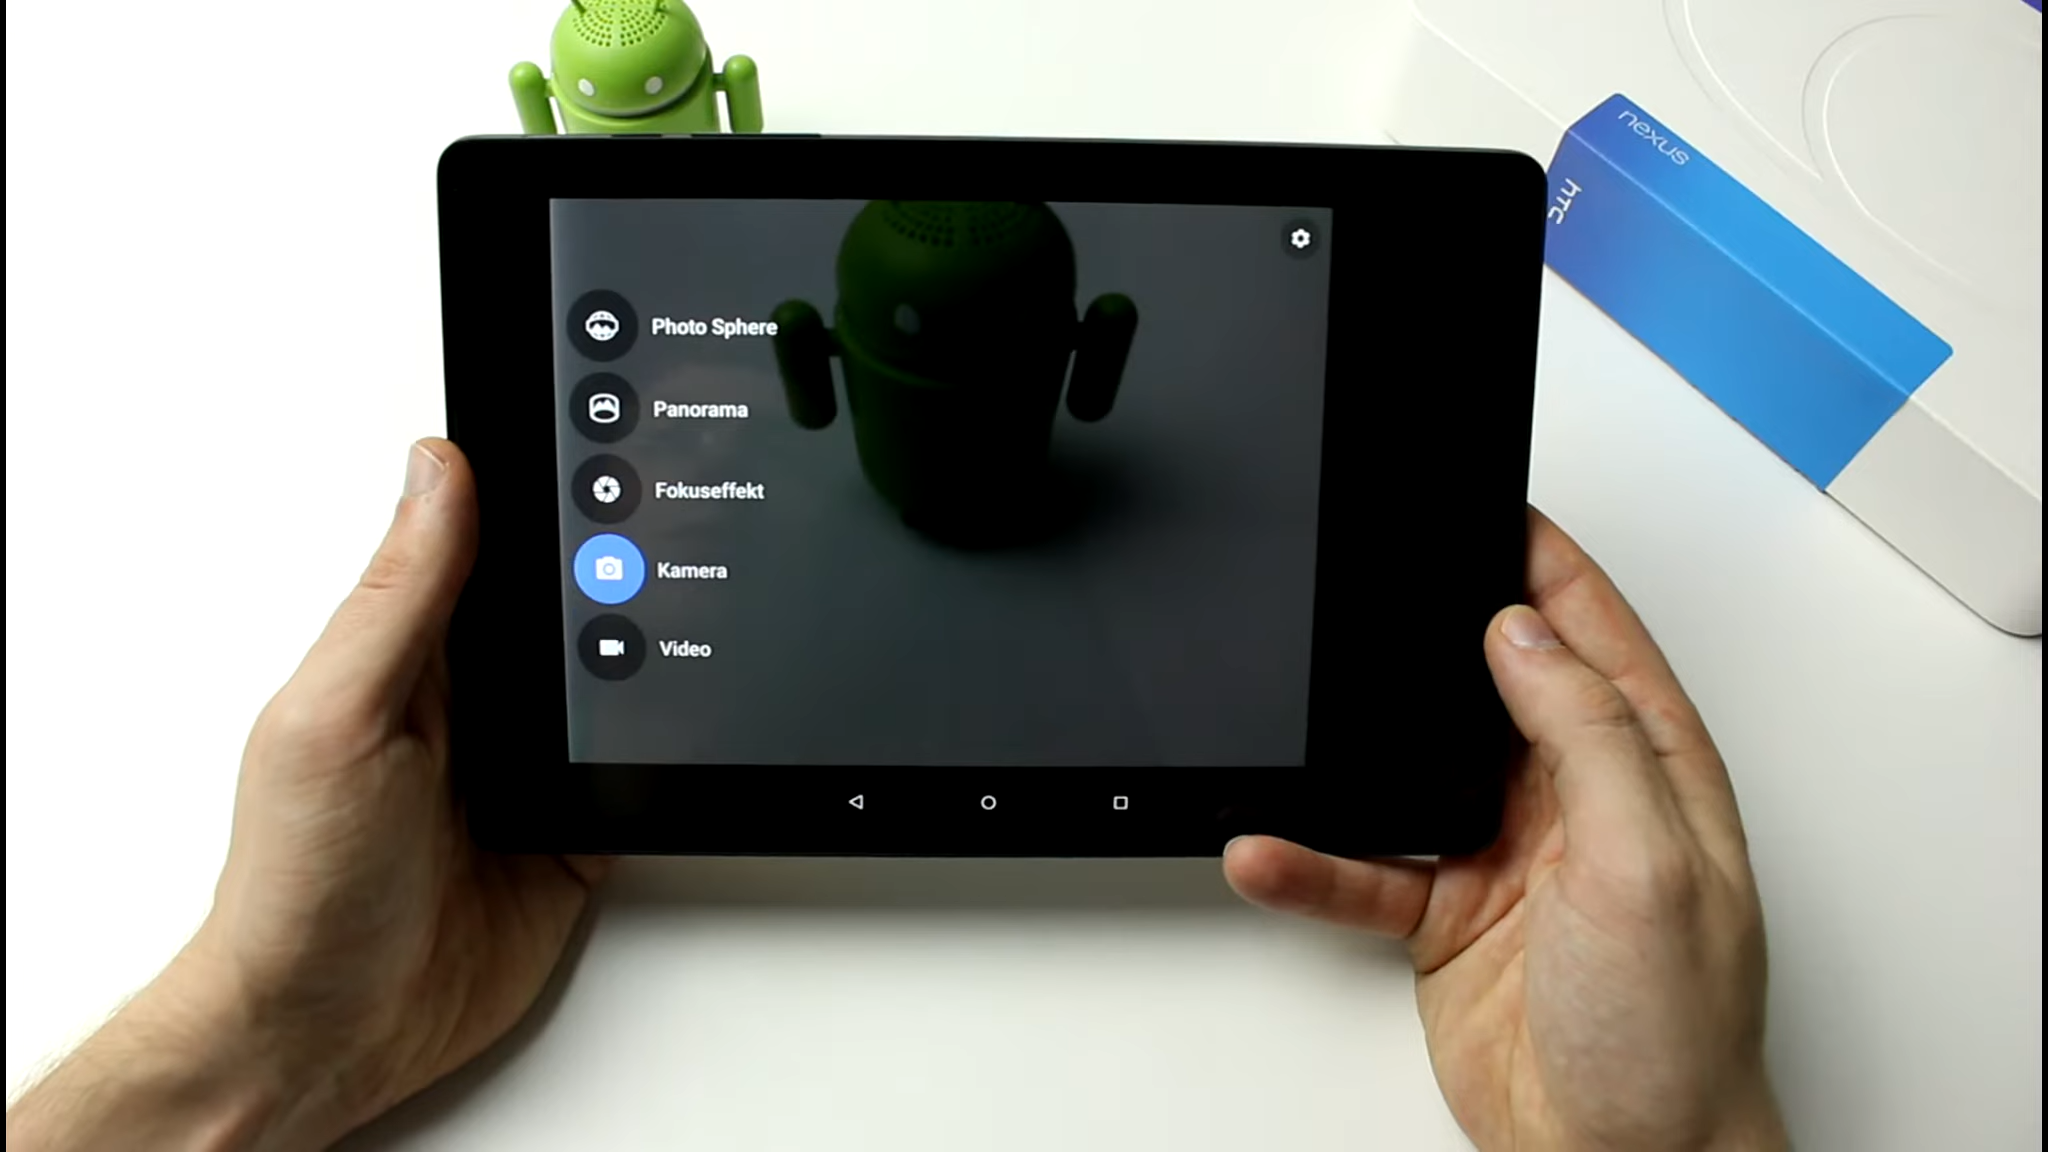 nexus
htc
Photo Sphere
Panorama
Fokuseffekt
Kamera
Video